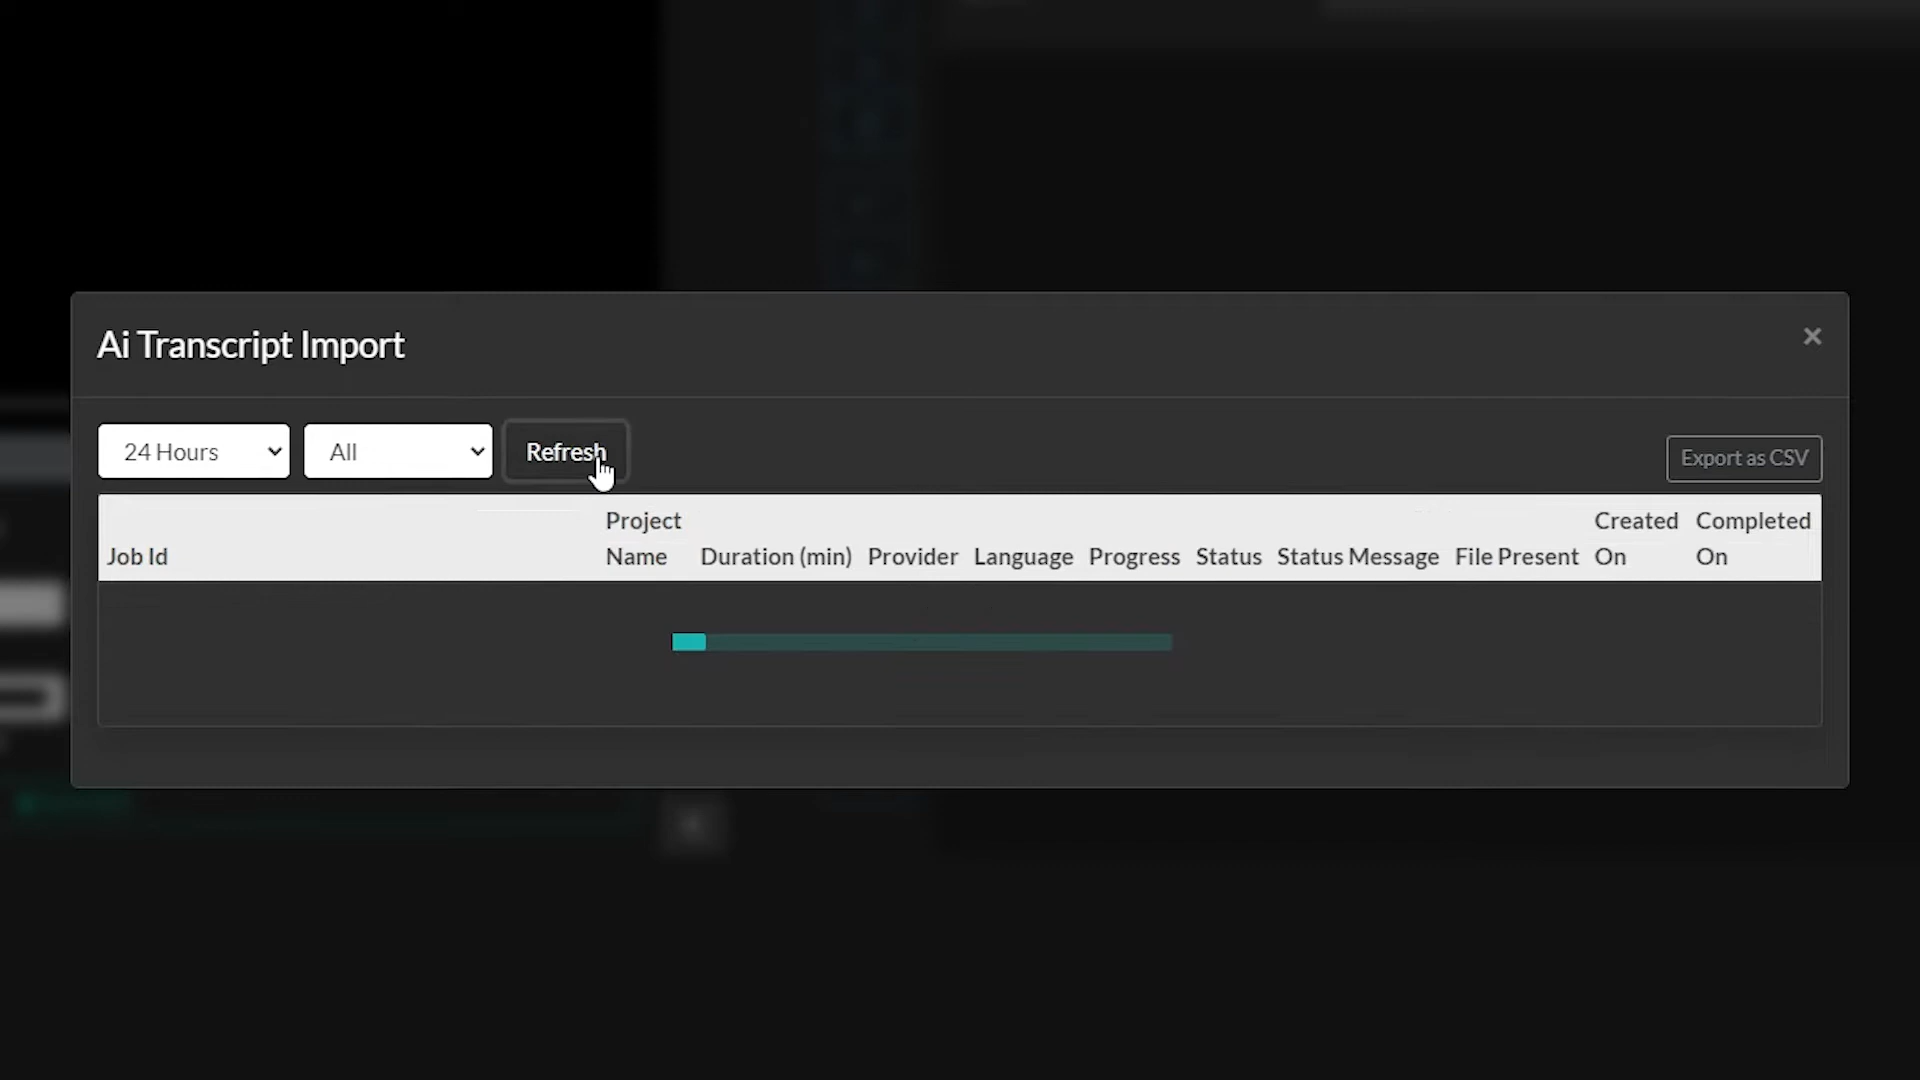 Ai Transcript Import
×
24 Hours All Refresh Export as CSV
Job Id Project Name Duration (min) Provider Language Progress Status Status Message File Present Created On Completed On